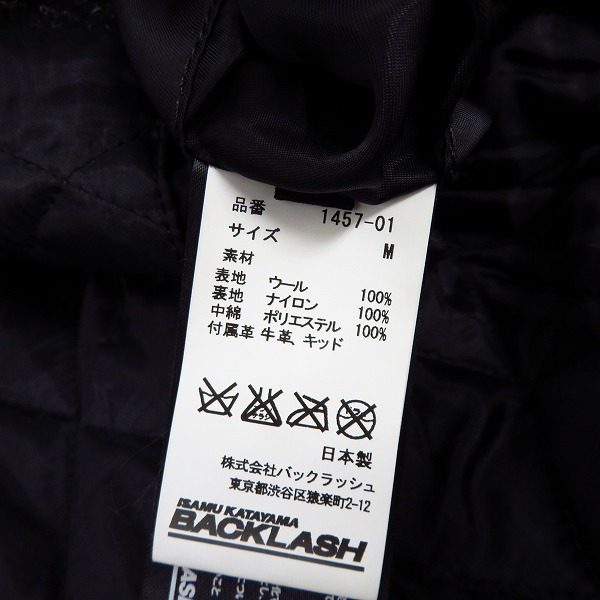 品番 1457-01
サイズ M
素材
表地 ウール 100%
裏地 ナイロン 100%
中綿 ポリエステル 100%
付属革 牛革、キッド
日本製
株式会社バックラッシュ
東京都渋谷区猿楽町2-12
ISAMU KATAYAMA
BACKLASH